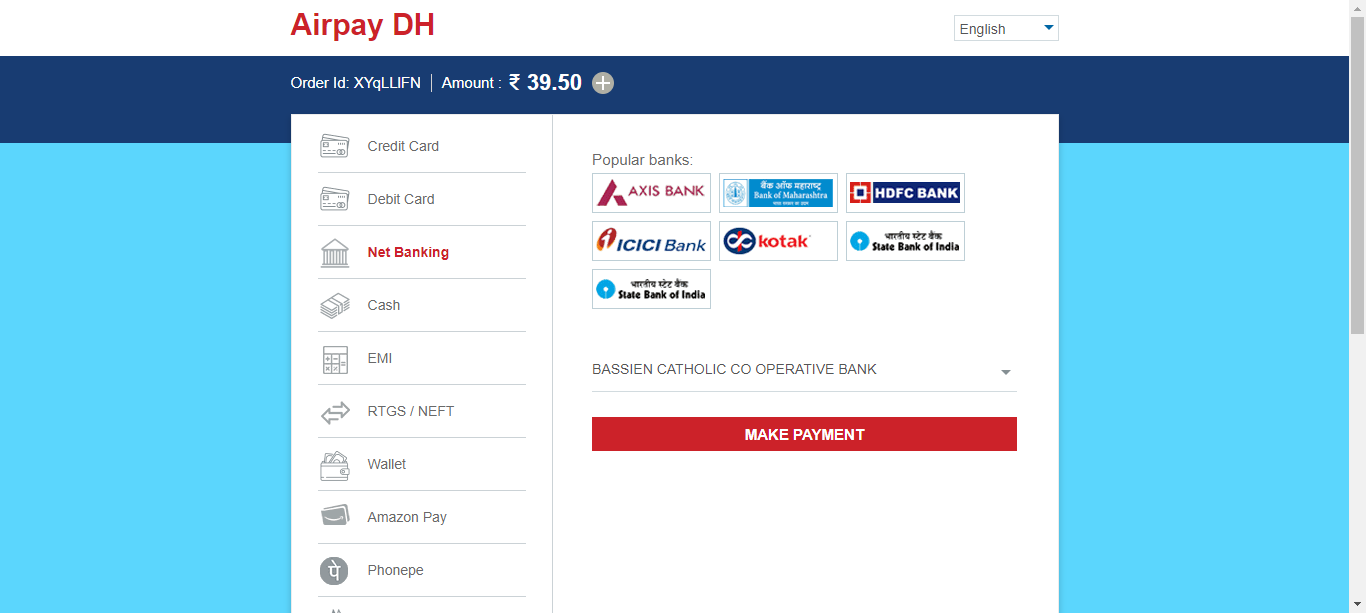 Airpay DH
English
Order Id: XYqLLIFN | Amount : ₹ 39.50
Credit Card
Debit Card
Net Banking
Cash
EMI
RTGS / NEFT
Wallet
Amazon Pay
Phonepe
Popular banks:
AXIS BANK
बैंक ऑफ महाराष्ट्र
Bank of Maharashtra
HDFC BANK
ICICI Bank
kotak
भारतीय स्टेट बैंक
State Bank of India
भारतीय स्टेट बैंक
State Bank of India
BASSIEN CATHOLIC CO OPERATIVE BANK
MAKE PAYMENT